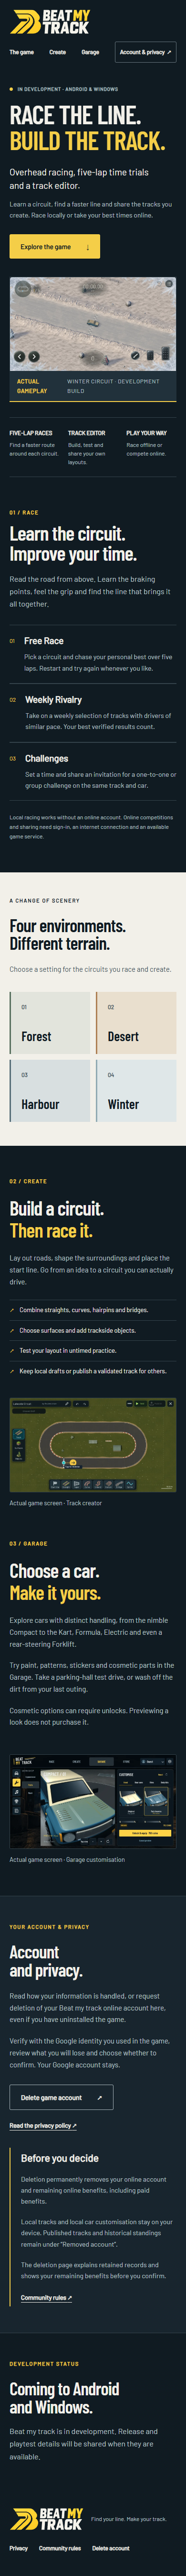 BEAT MY
TRACK
The game
Create
Garage
Account & privacy ↗
IN DEVELOPMENT · ANDROID & WINDOWS
RACE THE LINE.
BUILD THE TRACK.
Overhead racing, five-lap time trials
and a track editor.
Learn a circuit, find a faster line and share the tracks you
create. Race locally or take your best times online.
Explore the game ↓
ACTUAL
GAMEPLAY
WINTER CIRCUIT · DEVELOPMENT
BUILD
FIVE-LAP RACES
Find a faster route
around each circuit.
TRACK EDITOR
Build, test and
share your own
layouts.
PLAY YOUR WAY
Race offline or
compete online.
01 / RACE
Learn the circuit.
Improve your time.
Read the road from above. Learn the braking
points, feel the grip and find the line that brings it
all together.
01 Free Race
Pick a circuit and chase your personal best over five
laps. Restart and try again whenever you like.
02 Weekly Rivalry
Take on a weekly selection of tracks with drivers of
similar pace. Your best verified results count.
03 Challenges
Set a time and share an invitation for a one-to-one or
group challenge on the same track and car.
Local racing works without an online account. Online competitions
and sharing need sign-in, an internet connection and an available
game service.
A CHANGE OF SCENERY
Four environments.
Different terrain.
Choose a setting for the circuits you race and create.
01
Forest
02
Desert
03
Harbour
04
Winter
02 / CREATE
Build a circuit.
Then race it.
Lay out roads, shape the surroundings and place the
start line. Go from an idea to a circuit you can actually
drive.
↗ Combine straights, curves, hairpins and bridges.
↗ Choose surfaces and add trackside objects.
↗ Test your layout in untimed practice.
↗ Keep local drafts or publish a validated track for others.
Actual game screen · Track creator
03 / GARAGE
Choose a car.
Make it yours.
Explore cars with distinct handling, from the nimble
Compact to the Kart, Formula, Electric and even a
rear-steering Forklift.
Try paint, patterns, stickers and cosmetic parts in the
Garage. Take a parking-hall test drive, or wash off the
dirt from your last outing.
Cosmetic options can require unlocks. Previewing a
look does not purchase it.
Actual game screen · Garage customisation
YOUR ACCOUNT & PRIVACY
Account
and privacy.
Read how your information is handled, or request
deletion of your Beat my track online account here,
even if you have uninstalled the game.
Verify with the Google identity you used in the game,
review what you will lose and choose whether to
confirm. Your Google account stays.
Delete game account ↗
Read the privacy policy ↗
Before you decide
Deletion permanently removes your online account
and remaining online benefits, including paid
benefits.
Local tracks and local car customisation stay on your
device. Published tracks and historical standings
remain under "Removed account".
The deletion page explains retained records and
shows your remaining benefits before you confirm.
Community rules ↗
DEVELOPMENT STATUS
Coming to Android
and Windows.
Beat my track is in development. Release and
playtest details will be shared when they are
available.
BEAT MY
TRACK
Find your line. Make your track.
Privacy
Community rules
Delete account